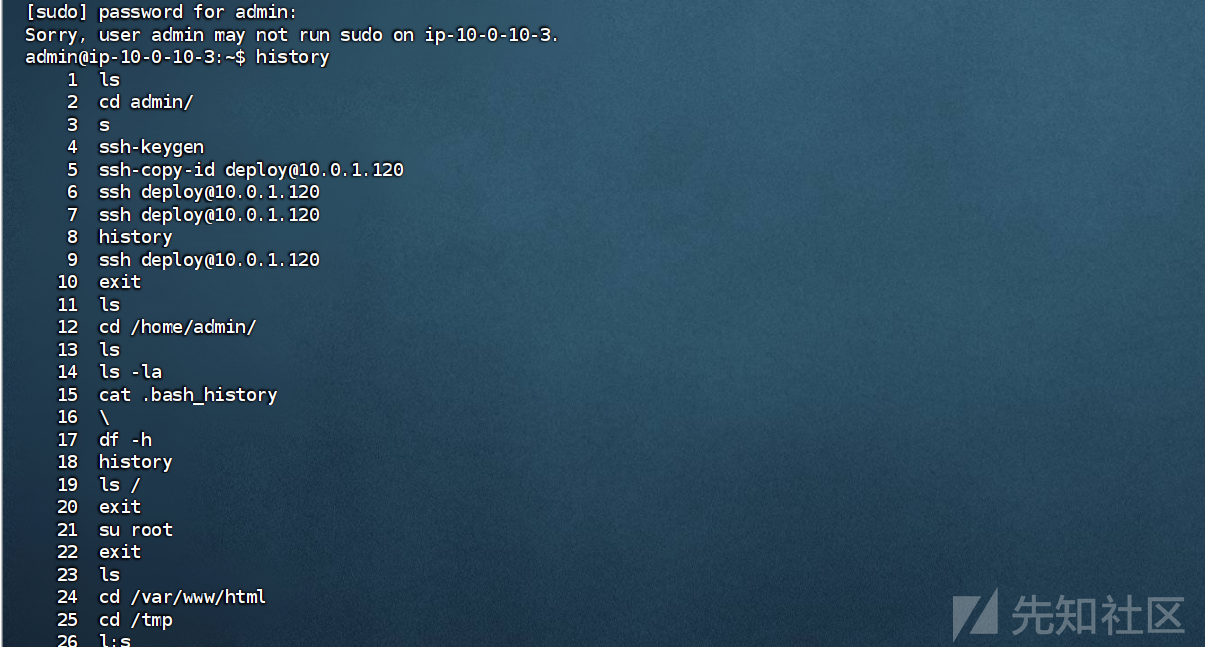 [sudo] password for admin:
Sorry, user admin may not run sudo on ip-10-0-10-3.
admin@ip-10-0-10-3:~$ history
1 ls
2 cd admin/
3 s
4 ssh-keygen
5 ssh-copy-id deploy@10.0.1.120
6 ssh deploy@10.0.1.120
7 ssh deploy@10.0.1.120
8 history
9 ssh deploy@10.0.1.120
10 exit
11 ls
12 cd /home/admin/
13 ls
14 ls -la
15 cat .bash_history
16 \
17 df -h
18 history
19 ls /
20 exit
21 su root
22 exit
23 ls
24 cd /var/www/html
25 cd /tmp
26 l;s
先知社区